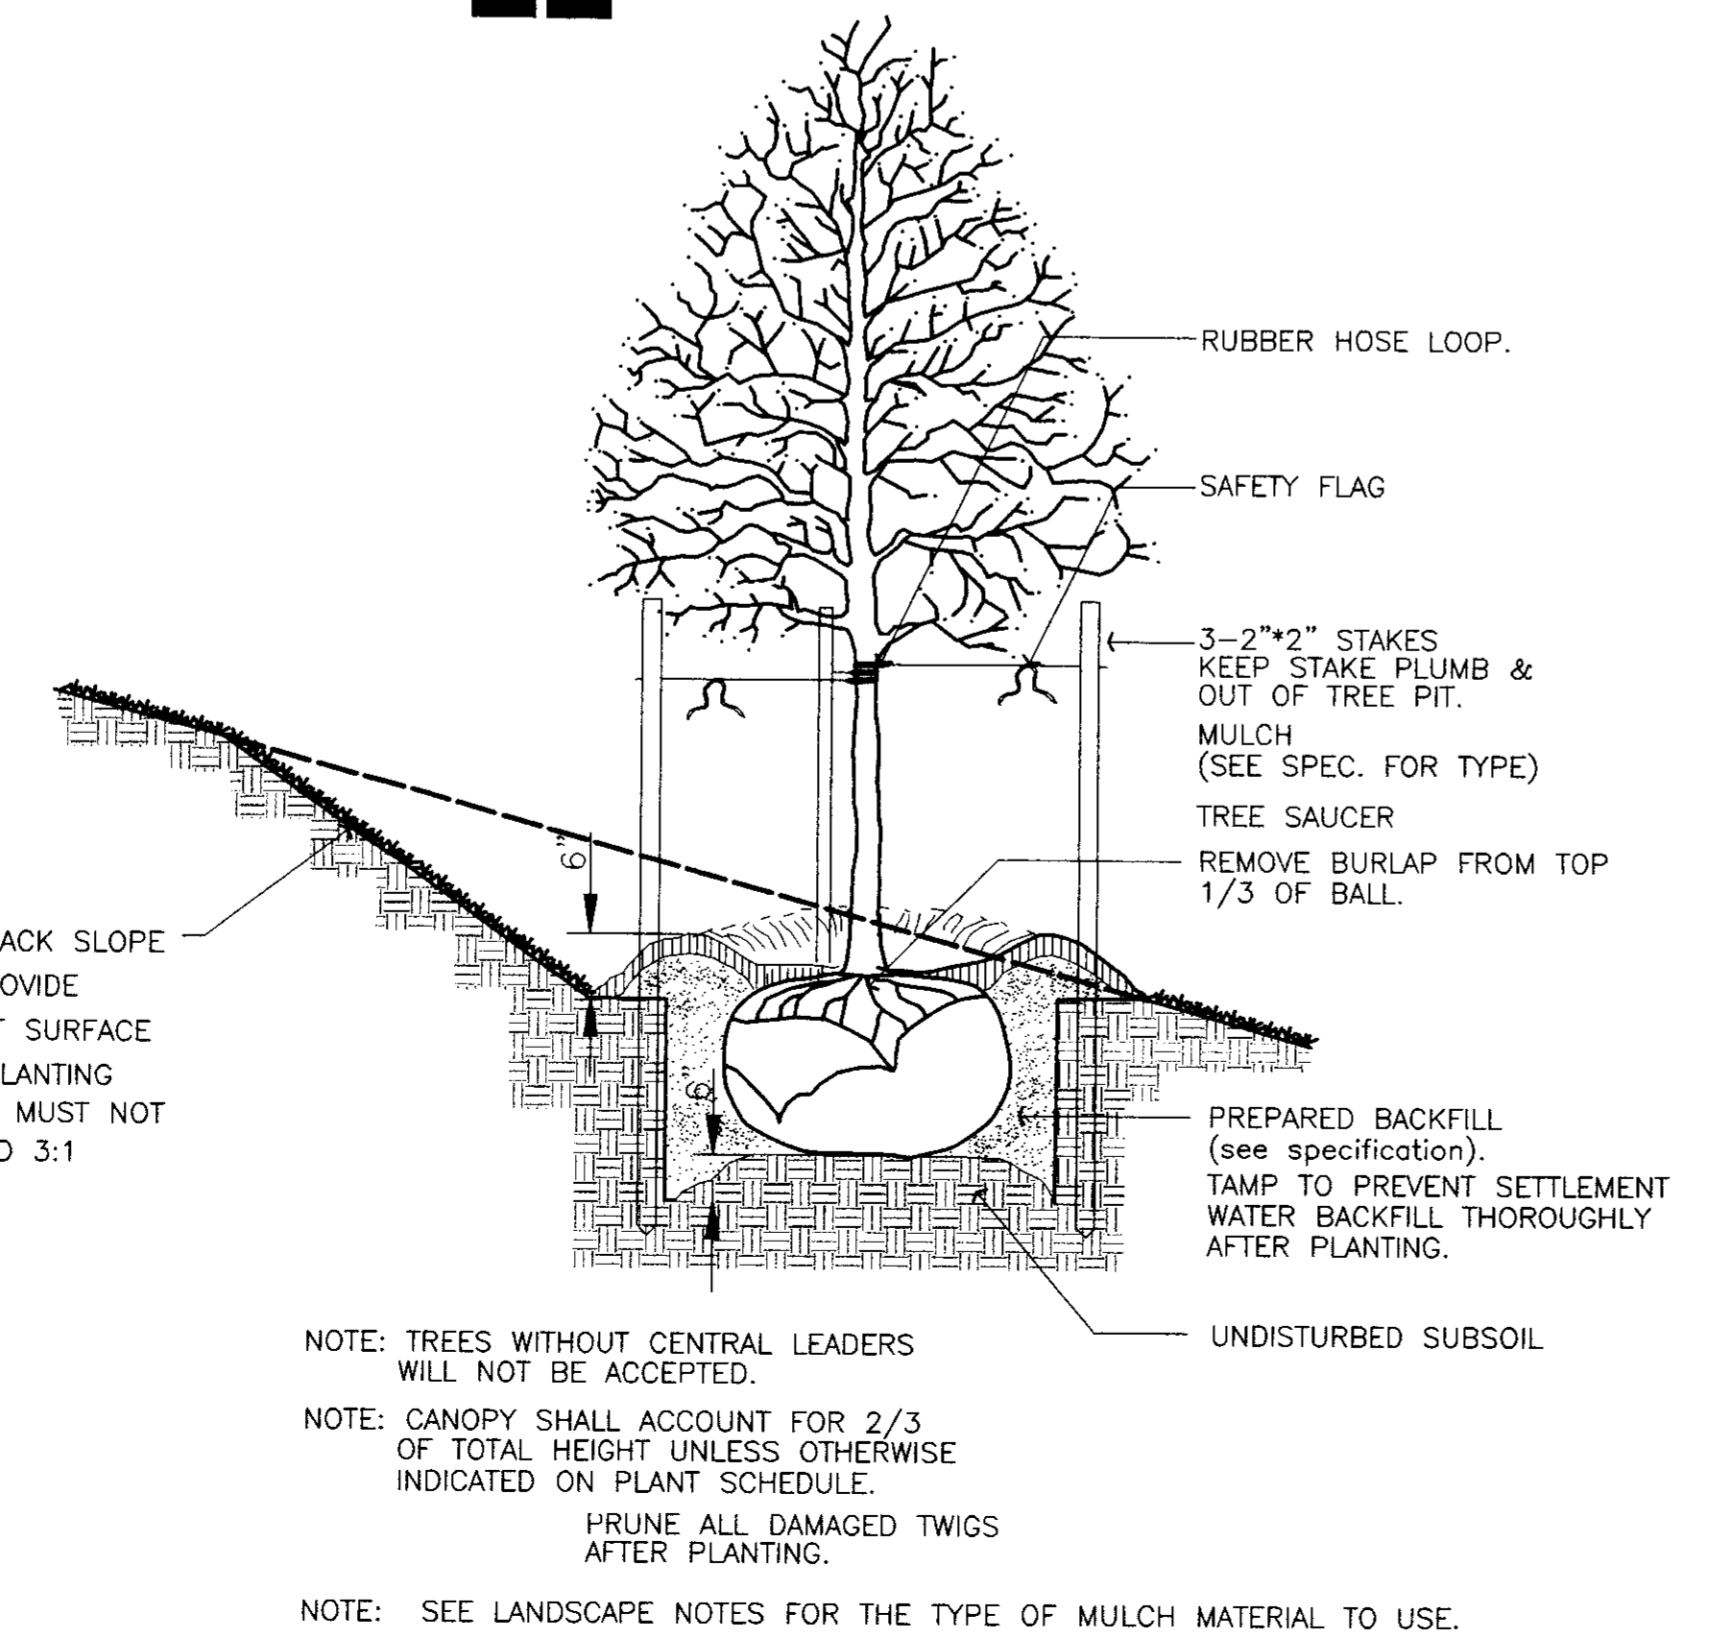 RUBBER HOSE LOOP.
SAFETY FLAG
3-2"*2" STAKES
KEEP STAKE PLUMB &
OUT OF TREE PIT.
MULCH
(SEE SPEC. FOR TYPE)
TREE SAUCER
REMOVE BURLAP FROM TOP
1/3 OF BALL.
6"
ACK SLOPE
OVIDE
T SURFACE
LANTING
MUST NOT
D 3:1
6"
PREPARED BACKFILL
(see specification).
TAMP TO PREVENT SETTLEMENT
WATER BACKFILL THOROUGHLY
AFTER PLANTING.
UNDISTURBED SUBSOIL
NOTE: TREES WITHOUT CENTRAL LEADERS
WILL NOT BE ACCEPTED.
NOTE: CANOPY SHALL ACCOUNT FOR 2/3
OF TOTAL HEIGHT UNLESS OTHERWISE
INDICATED ON PLANT SCHEDULE.
PRUNE ALL DAMAGED TWIGS
AFTER PLANTING.
NOTE: SEE LANDSCAPE NOTES FOR THE TYPE OF MULCH MATERIAL TO USE.